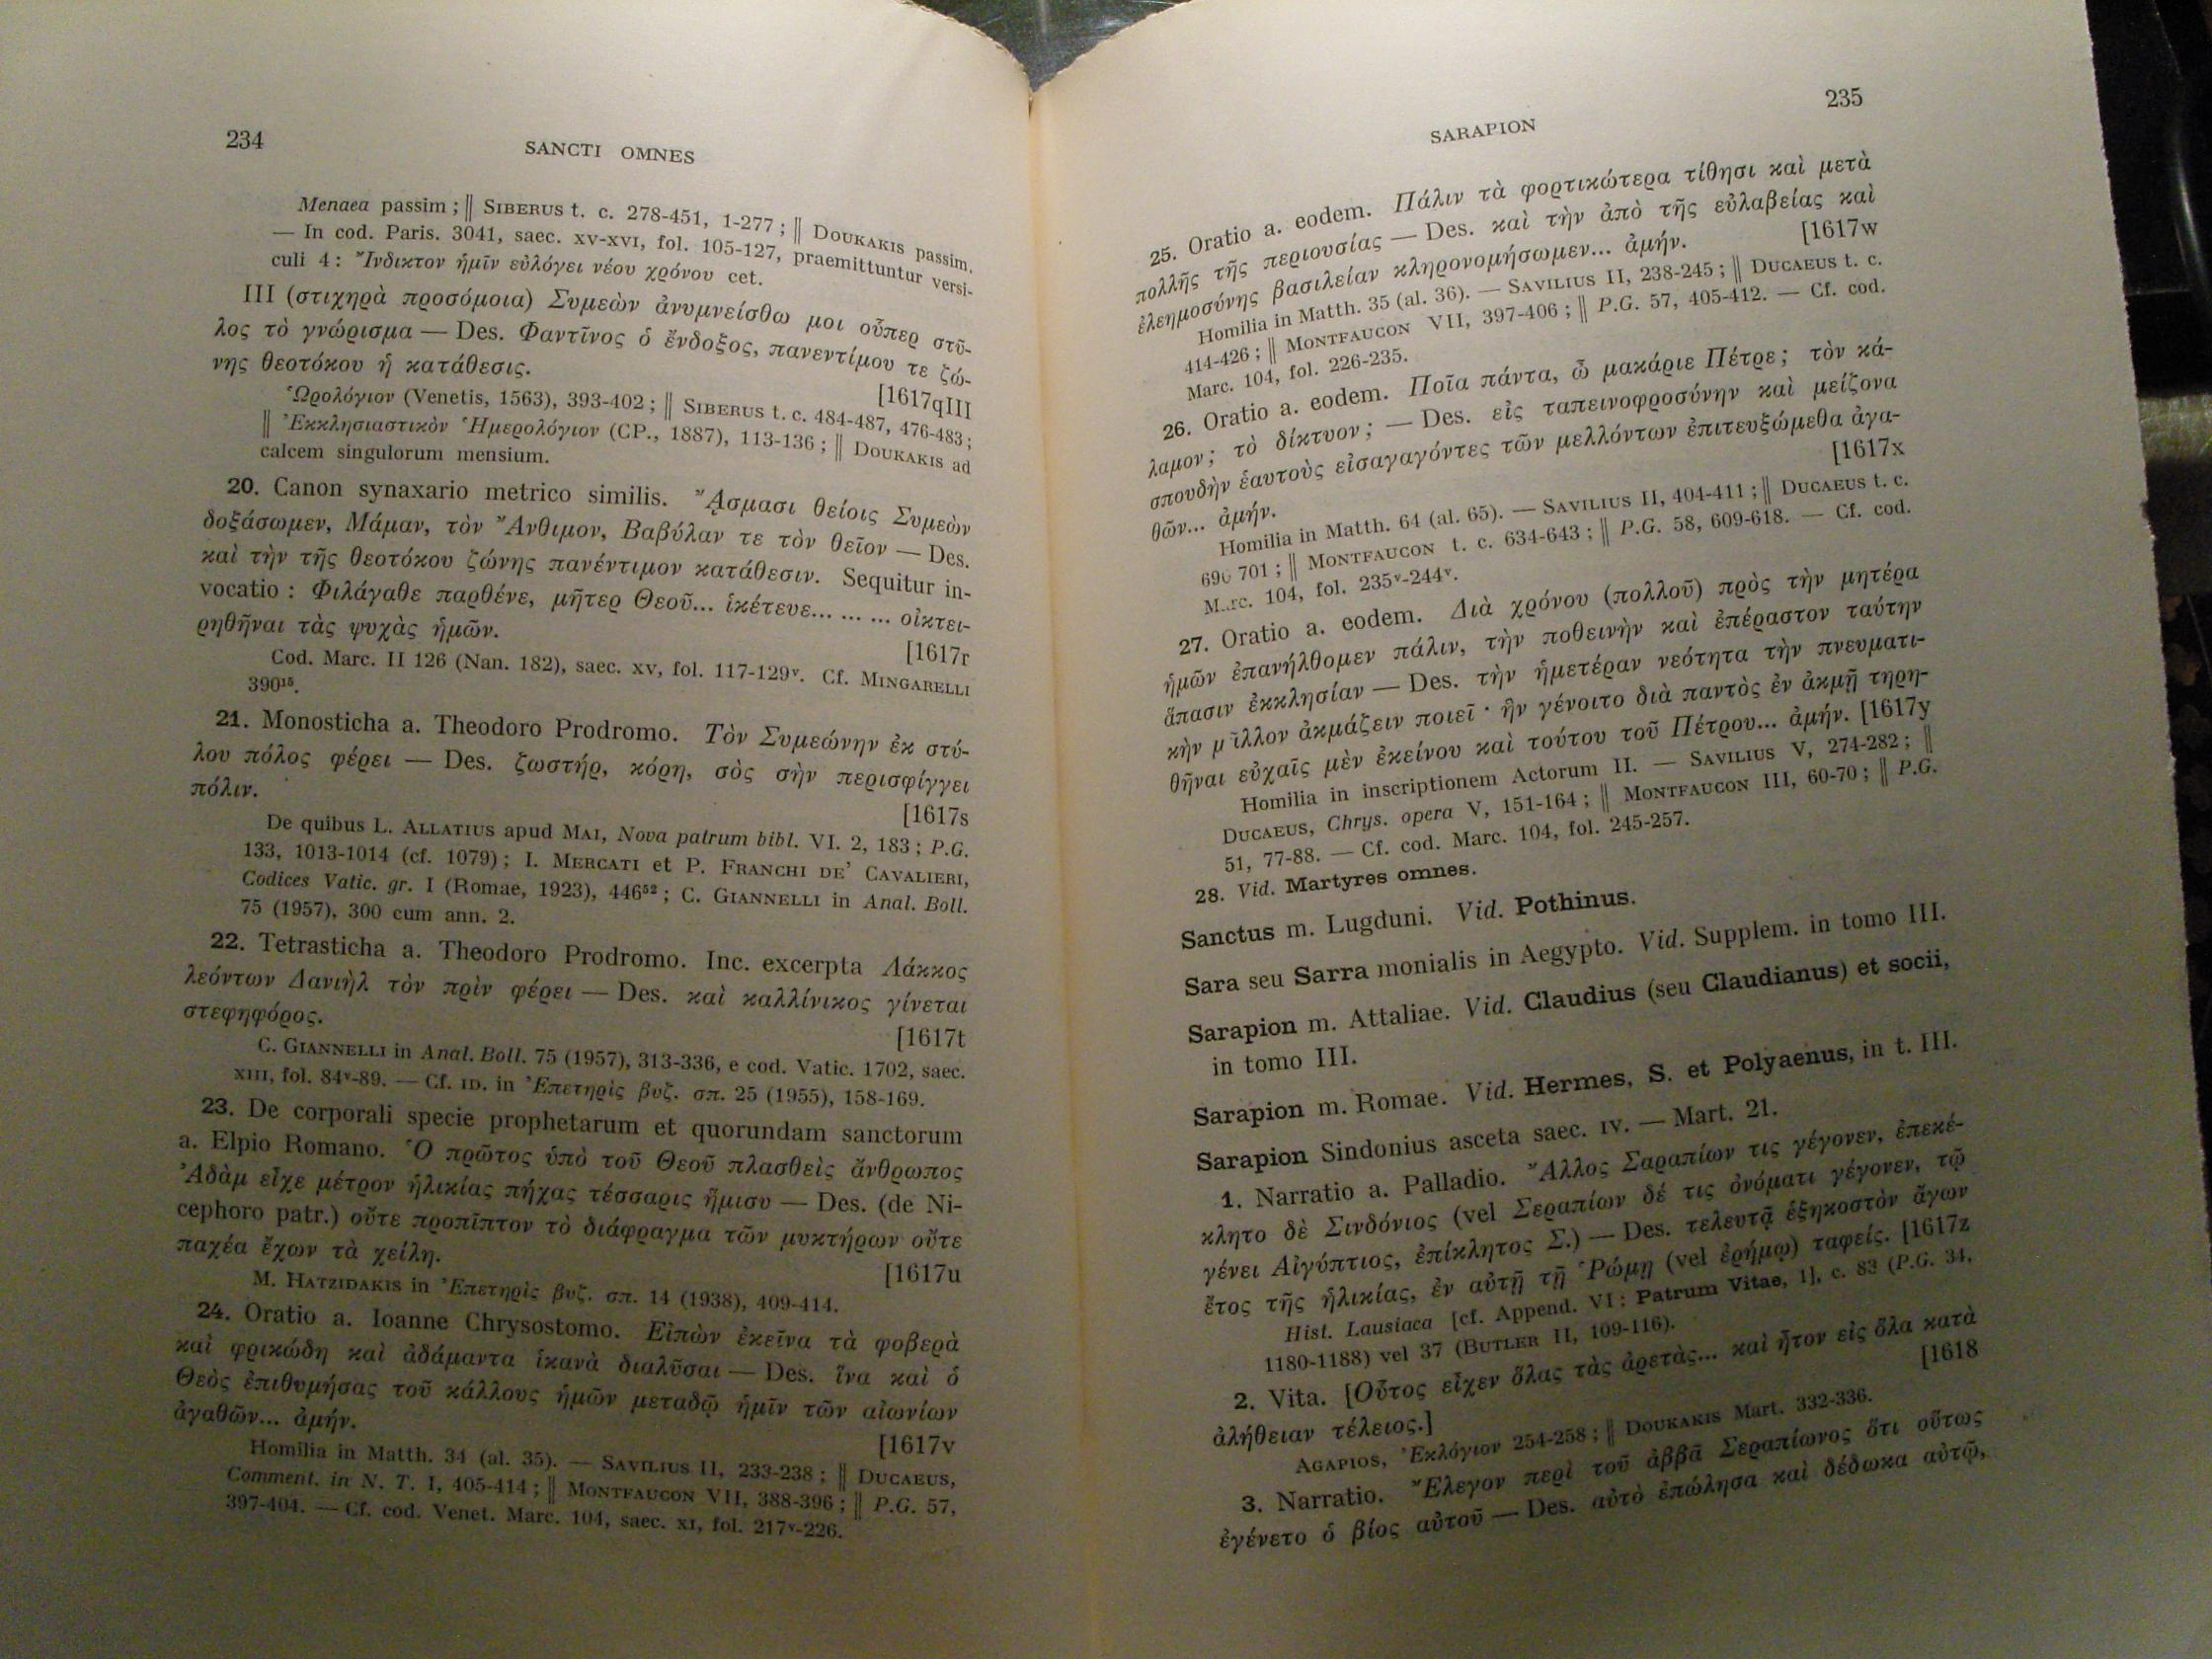 234
SANCTI OMNES
Menaea passim ; ‖ SIBERUS t. c. 278-451, 1-277 ; ‖ DOUKAKIS passim.
— In cod. Paris. 3041, saec. XV-XVI, fol. 105-127, praemittuntur versi-
culi 4 : Ἴνδικτον ἡμῖν εὐλόγει νέου χρόνου cet.
III (στιχηρὰ προσόμοια) Συμεὼν ἀνυμνείσθω μοι οὗπερ στῦ-
λος τὸ γνώρισμα — Des. Φαντῖνος ὁ ἔνδοξος, πανεντίμου τε ζώ-
νης θεοτόκου ἡ κατάθεσις. [1617qIII
Ὡρολόγιον (Venetis, 1563), 393-402 ; ‖ SIBERUS t. c. 484-487, 476-483 ;
‖ Ἐκκλησιαστικὸν Ἡμερολόγιον (CP., 1887), 113-136 ; ‖ DOUKAKIS ad
calcem singulorum mensium.
20. Canon synaxario metrico similis. ᾌσμασι θείοις Συμεὼν
δοξάσωμεν, Μάμαν, τὸν Ἄνθιμον, Βαβύλαν τε τὸν θεῖον — Des.
καὶ τὴν τῆς θεοτόκου ζώνης πανέντιμον κατάθεσιν. Sequitur in-
vocatio : Φιλάγαθε παρθένε, μῆτερ Θεοῦ... ἱκέτευε... ... ... οἰκτει-
ρηθῆναι τὰς ψυχὰς ἡμῶν. [1617r
Cod. Marc. II 126 (Nan. 182), saec. XV, fol. 117-129ᵛ. Cf. MINGARELLI
390¹⁵.
21. Monosticha a. Theodoro Prodromo. Τὸν Συμεώνην ἐκ στύ-
λου πόλος φέρει — Des. ζωστήρ, κόρη, σὸς σὴν περισφίγγει
πόλιν. [1617s
De quibus L. ALLATIUS apud MAI, Nova patrum bibl. VI. 2, 183 ; P.G.
133, 1013-1014 (cf. 1079) ; I. MERCATI et P. FRANCHI DE' CAVALIERI,
Codices Vatic. gr. I (Romae, 1923), 446⁵² ; C. GIANNELLI in Anal. Boll.
75 (1957), 300 cum ann. 2.
22. Tetrasticha a. Theodoro Prodromo. Inc. excerpta Λάκκος
λεόντων Δανιὴλ τὸν πρὶν φέρει — Des. καὶ καλλίνικος γίνεται
στεφηφόρος. [1617t
C. GIANNELLI in Anal. Boll. 75 (1957), 313-336, e cod. Vatic. 1702, saec.
XIII, fol. 84ᵛ-89. — Cf. ID. in Ἐπετηρὶς βυζ. σπ. 25 (1955), 158-169.
23. De corporali specie prophetarum et quorundam sanctorum
a. Elpio Romano. Ὁ πρῶτος ὑπὸ τοῦ Θεοῦ πλασθεὶς ἄνθρωπος
Ἀδὰμ εἶχε μέτρον ἡλικίας πήχας τέσσαρις ἥμισυ — Des. (de Ni-
cephoro patr.) οὔτε προπῖπτον τὸ διάφραγμα τῶν μυκτήρων οὔτε
παχέα ἔχων τὰ χείλη. [1617u
M. HATZIDAKIS in Ἐπετηρὶς βυζ. σπ. 14 (1938), 409-414.
24. Oratio a. Ioanne Chrysostomo. Εἰπὼν ἐκεῖνα τὰ φοβερὰ
καὶ φρικώδη καὶ ἀδάμαντα ἱκανὰ διαλῦσαι — Des. ἵνα καὶ ὁ
Θεὸς ἐπιθυμήσας τοῦ κάλλους ἡμῶν μεταδῷ ἡμῖν τῶν αἰωνίων
ἀγαθῶν... ἀμήν. [1617v
Homilia in Matth. 34 (al. 35). — SAVILIUS II, 233-238 ; ‖ DUCAEUS,
Comment. in N. T. I, 405-414 ; ‖ MONTFAUCON VII, 388-396 ; ‖ P.G. 57,
397-404. — Cf. cod. Venet. Marc. 104, saec. XI, fol. 217ᵛ-226.
SARAPION
235
25. Oratio a. eodem. Πάλιν τὰ φορτικώτερα τίθησι καὶ μετὰ
πολλῆς τῆς περιουσίας — Des. καὶ τὴν ἀπὸ τῆς εὐλαβείας καὶ
ἐλεημοσύνης βασιλείαν κληρονομήσωμεν... ἀμήν. [1617w
Homilia in Matth. 35 (al. 36). — SAVILIUS II, 238-245 ; ‖ DUCAEUS t. c.
414-426 ; ‖ MONTFAUCON VII, 397-406 ; ‖ P.G. 57, 405-412. — Cf. cod.
Marc. 104, fol. 226-235.
26. Oratio a. eodem. Ποῖα πάντα, ὦ μακάριε Πέτρε ; τὸν κά-
λαμον ; τὸ δίκτυον ; — Des. εἰς ταπεινοφροσύνην καὶ μείζονα
σπουδὴν ἑαυτοὺς εἰσαγαγόντες τῶν μελλόντων ἐπιτευξώμεθα ἀγα-
θῶν... ἀμήν. [1617x
Homilia in Matth. 64 (al. 65). — SAVILIUS II, 404-411 ; ‖ DUCAEUS t. c.
690 701 ; ‖ MONTFAUCON t. c. 634-643 ; ‖ P.G. 58, 609-618. — Cf. cod.
Marc. 104, fol. 235ᵛ-244ᵛ.
27. Oratio a. eodem. Διὰ χρόνου (πολλοῦ) πρὸς τὴν μητέρα
ἡμῶν ἐπανήλθομεν πάλιν, τὴν ποθεινὴν καὶ ἐπέραστον ταύτην
ἅπασιν ἐκκλησίαν — Des. τὴν ἡμετέραν νεότητα τὴν πνευματι-
κὴν μᾶλλον ἀκμάζειν ποιεῖ · ἣν γένοιτο διὰ παντὸς ἐν ἀκμῇ τηρη-
θῆναι εὐχαῖς μὲν ἐκείνου καὶ τούτου τοῦ Πέτρου... ἀμήν. [1617y
Homilia in inscriptionem Actorum II. — SAVILIUS V, 274-282 ; ‖
DUCAEUS, Chrys. opera V, 151-164 ; ‖ MONTFAUCON III, 60-70 ; ‖ P.G.
51, 77-88. — Cf. cod. Marc. 104, fol. 245-257.
28. Vid. Martyres omnes.
Sanctus m. Lugduni. Vid. Pothinus.
Sara seu Sarra monialis in Aegypto. Vid. Supplem. in tomo III.
Sarapion m. Attaliae. Vid. Claudius (seu Claudianus) et socii,
in tomo III.
Sarapion m. Romae. Vid. Hermes, S. et Polyaenus, in t. III.
Sarapion Sindonius asceta saec. IV. — Mart. 21.
1. Narratio a. Palladio. Ἄλλος Σαραπίων τις γέγονεν, ἐπεκέ-
κλητο δὲ Σινδόνιος (vel Σεραπίων δέ τις ὀνόματι γέγονεν, τῷ
γένει Αἰγύπτιος, ἐπίκλητος Σ.) — Des. τελευτᾷ ἑξηκοστὸν ἄγων
ἔτος τῆς ἡλικίας, ἐν αὐτῇ τῇ Ῥώμῃ (vel ἐρήμῳ) ταφείς. [1617z
Hist. Lausiaca [cf. Append. VI : Patrum Vitae, 1], c. 83 (P.G. 34,
1180-1188) vel 37 (BUTLER II, 109-116).
2. Vita. [Οὗτος εἶχεν ὅλας τὰς ἀρετὰς... καὶ ἦτον εἰς ὅλα κατὰ
ἀλήθειαν τέλειος.] [1618
AGAPIOS, Ἐκλόγιον 254-258 ; ‖ DOUKAKIS Mart. 332-336.
3. Narratio. Ἔλεγον περὶ τοῦ ἀββᾶ Σεραπίωνος ὅτι οὕτως
ἐγένετο ὁ βίος αὐτοῦ — Des. αὐτὸ ἐπώλησα καὶ δέδωκα αὐτῷ,